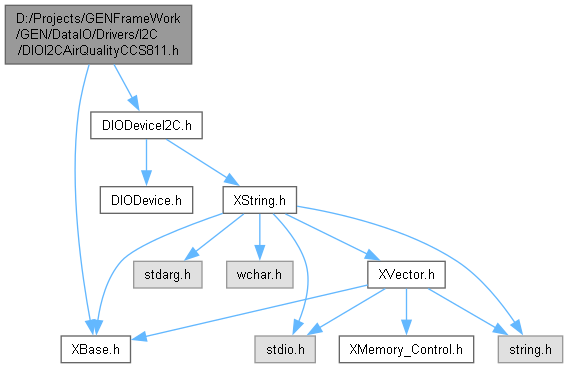 D:/Projects/GENFrameWork
/GEN/DataIO/Drivers/I2C
/DIOI2CAirQualityCCS811.h
DIODeviceI2C.h
DIODevice.h
XString.h
stdarg.h
wchar.h
XVector.h
XBase.h
stdio.h
XMemory_Control.h
string.h